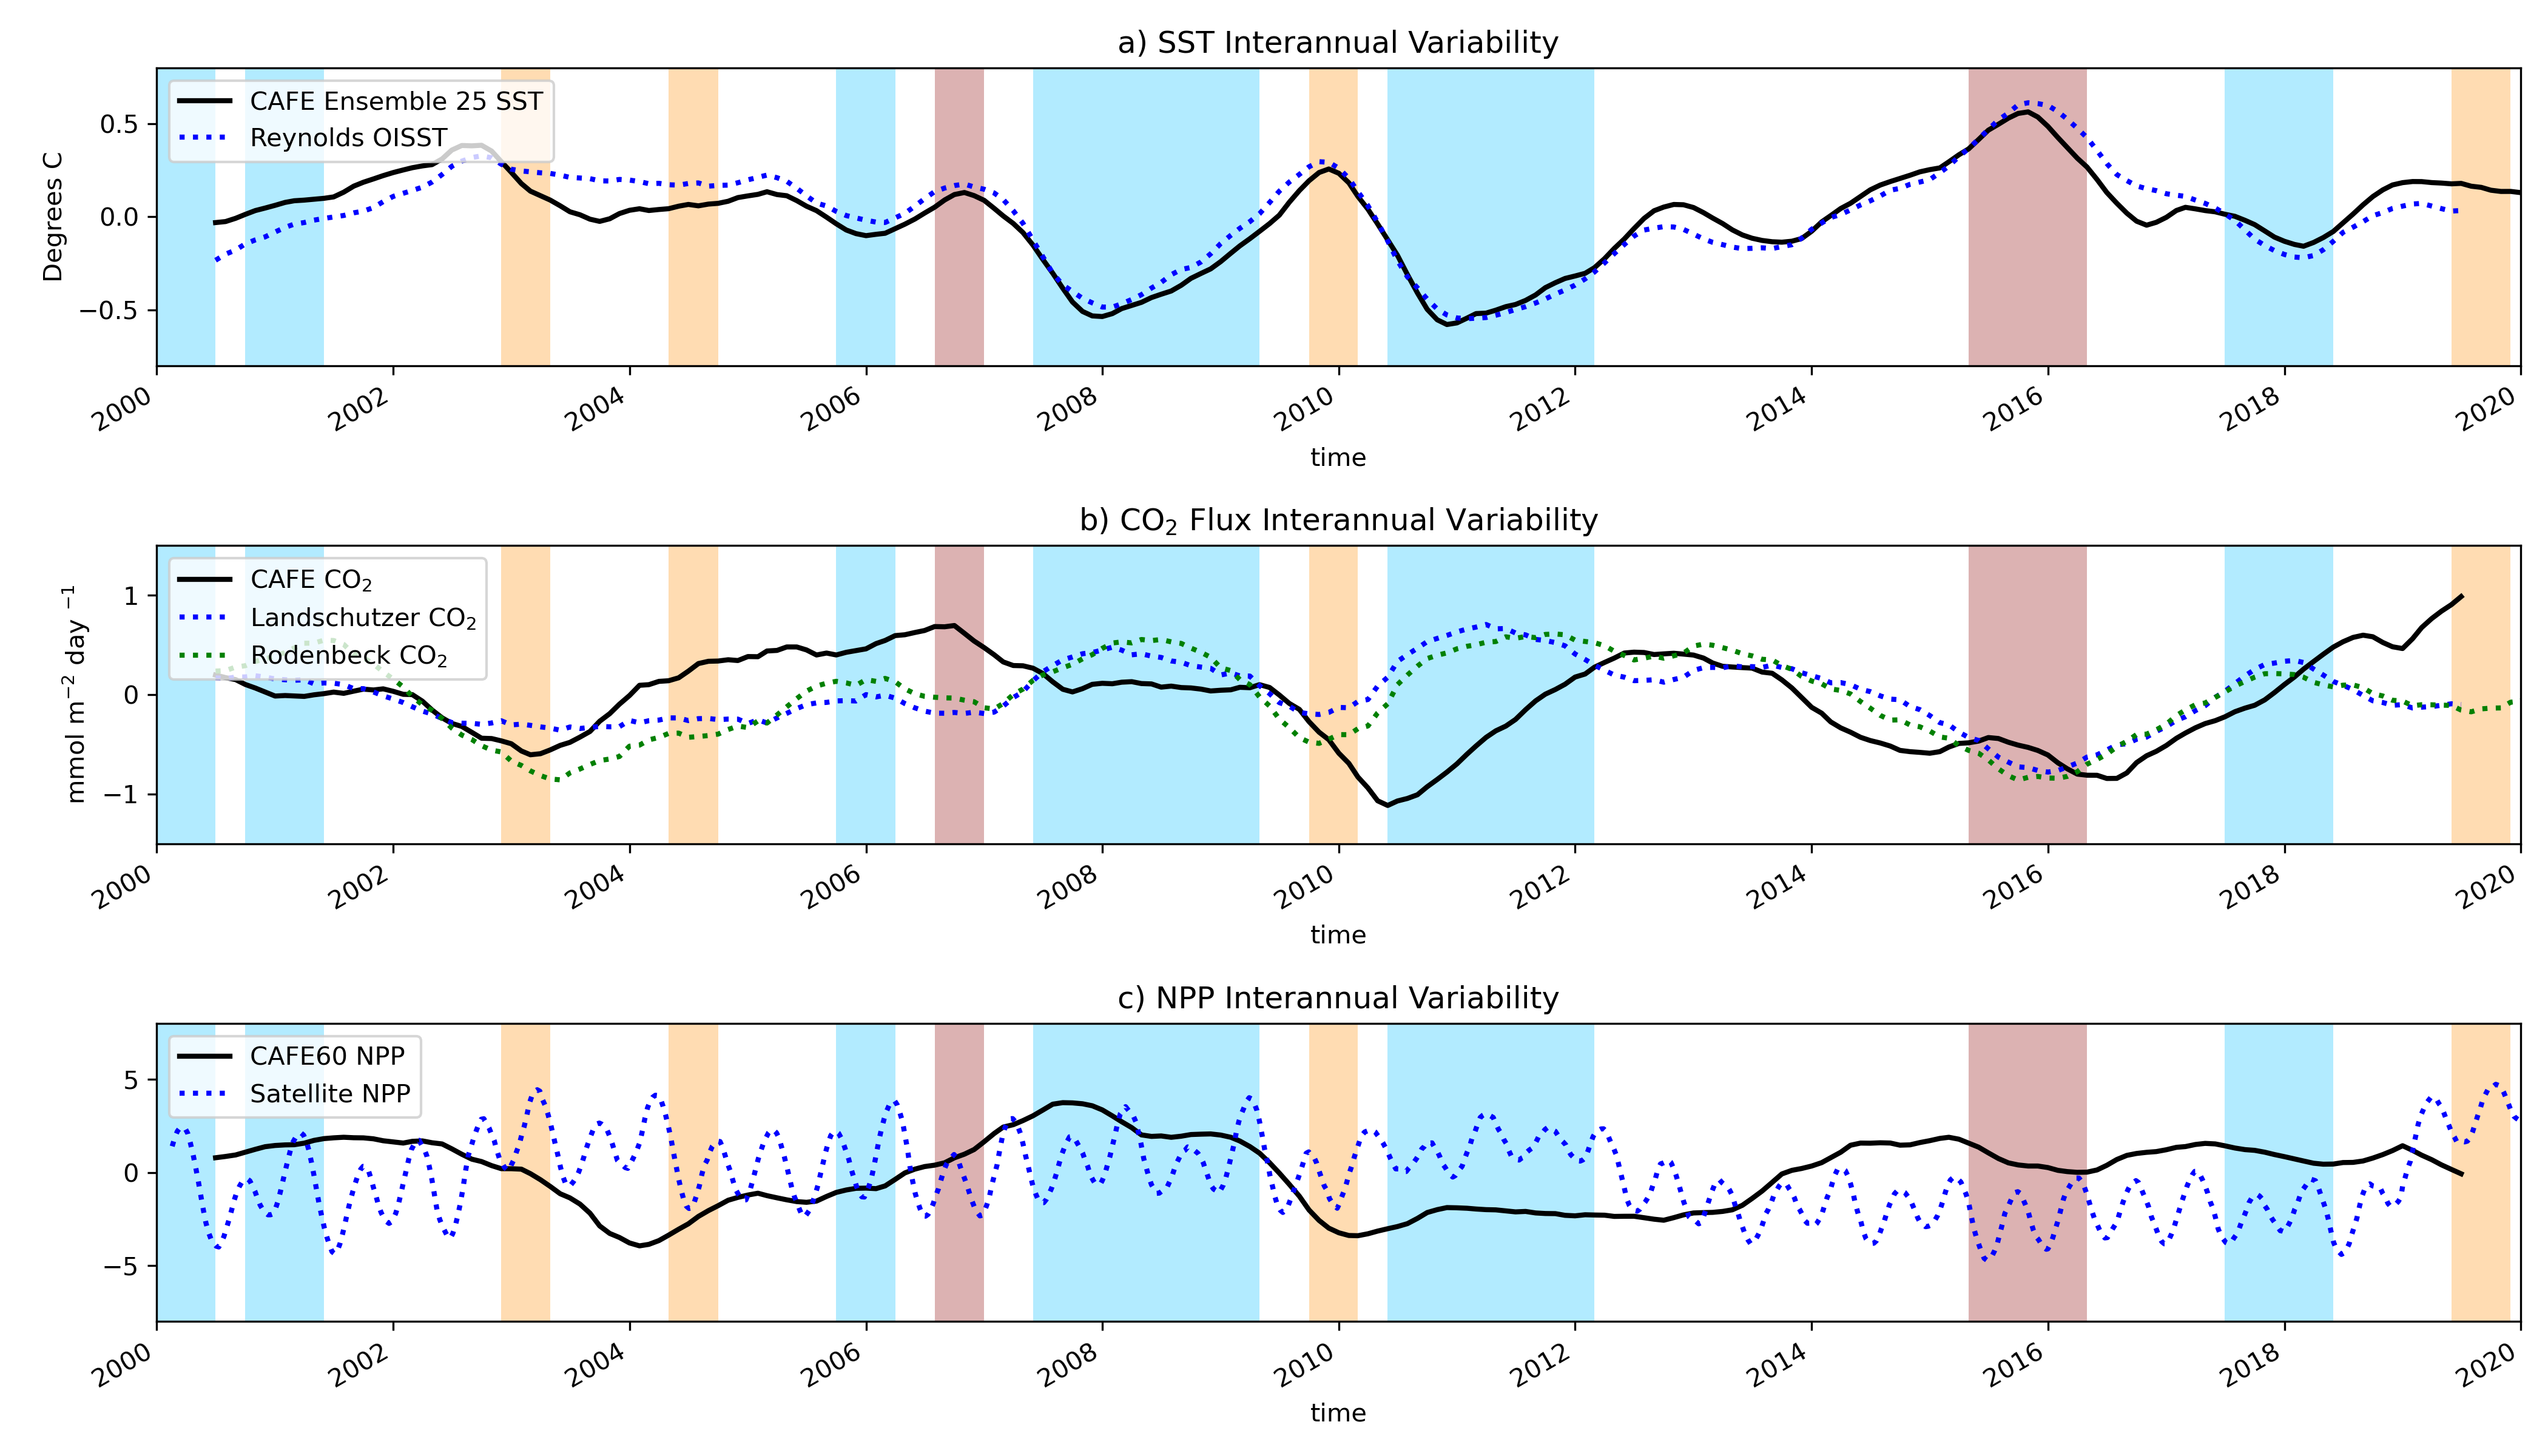 a) SST Interannual Variability
CAFE Ensemble 25 SST
Reynolds OISST
Degrees C
0.5
0.0
−0.5
2000 2002 2004 2006 2008 2010 2012 2014 2016 2018 2020
time
b) CO₂ Flux Interannual Variability
CAFE CO₂
Landschutzer CO₂
Rodenbeck CO₂
mmol m⁻² day ⁻¹
1
0
−1
2000 2002 2004 2006 2008 2010 2012 2014 2016 2018 2020
time
c) NPP Interannual Variability
CAFE60 NPP
Satellite NPP
5
0
−5
2000 2002 2004 2006 2008 2010 2012 2014 2016 2018 2020
time